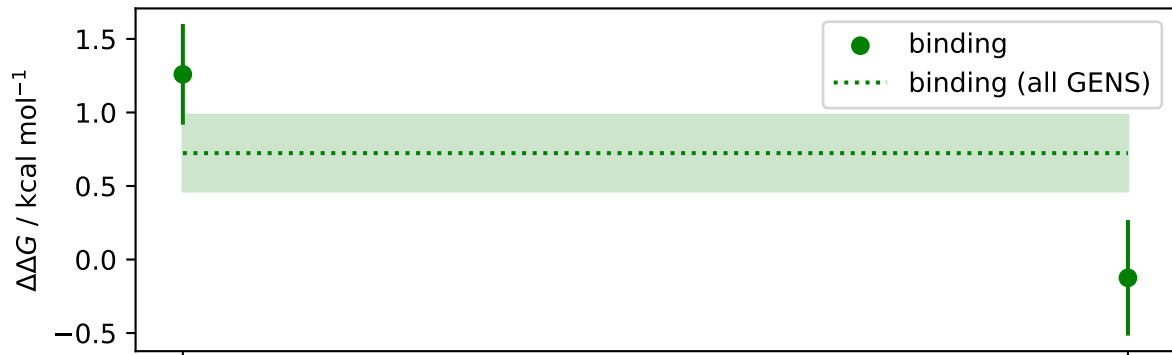 ΔΔG / kcal mol⁻¹
1.5
1.0
0.5
0.0
−0.5
binding
binding (all GENS)